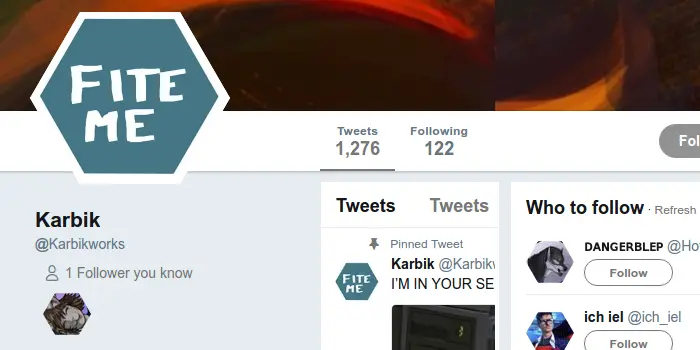 FITE
ME
Tweets
1,276
Following
122
Fol
Karbik
@Karbikworks
1 Follower you know
Tweets
Tweets
Pinned Tweet
FITE
ME
Karbik @Karbikw
I'M IN YOUR SE
3
Who to follow · Refresh
DANGERBLEP @Ho
Follow
ich iel @ich_iel
Follow